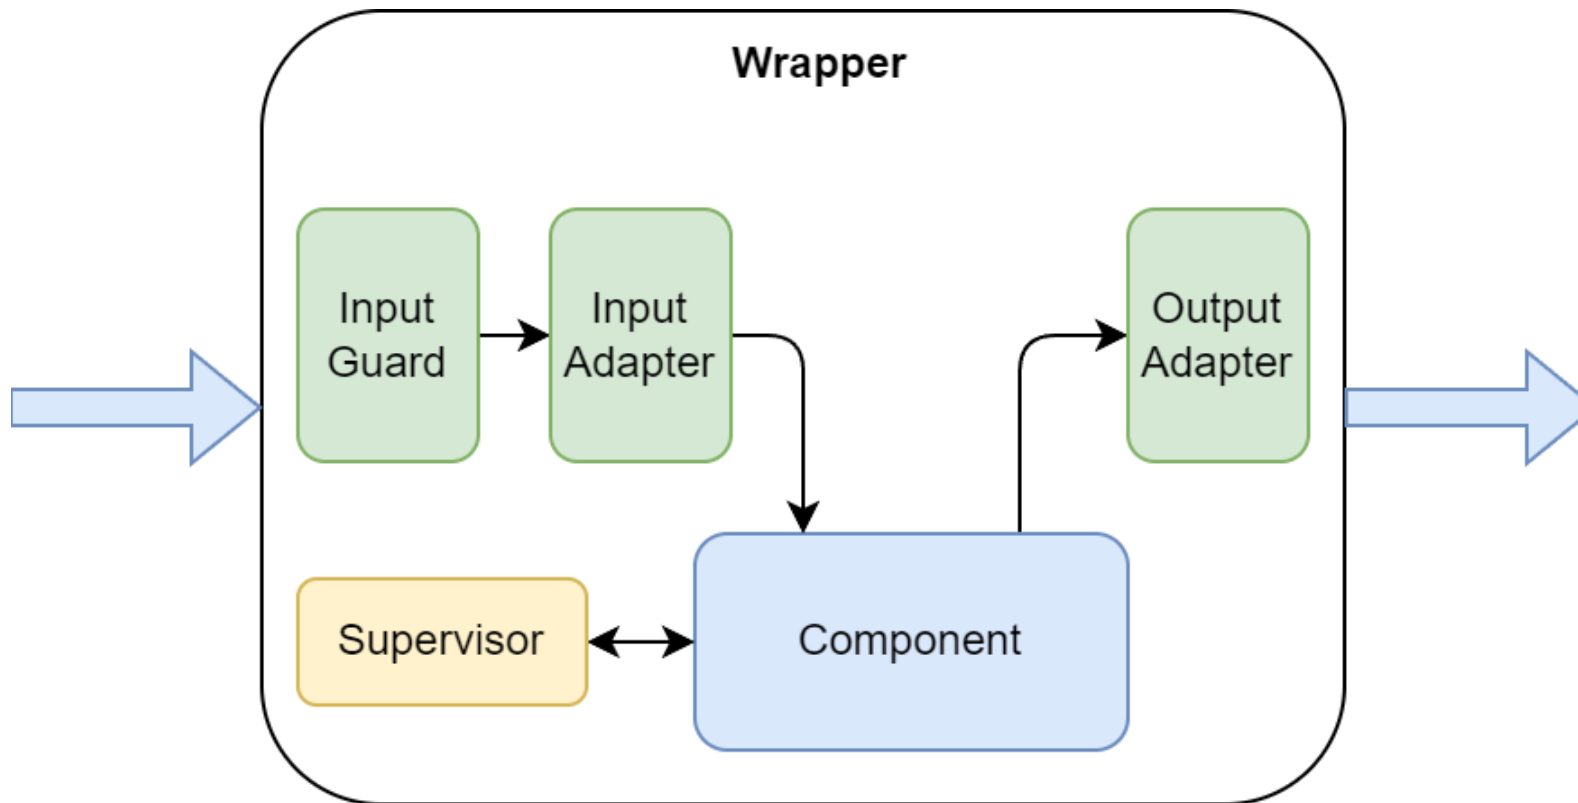 Wrapper
Input
Guard
Input
Adapter
Output
Adapter
Supervisor
Component